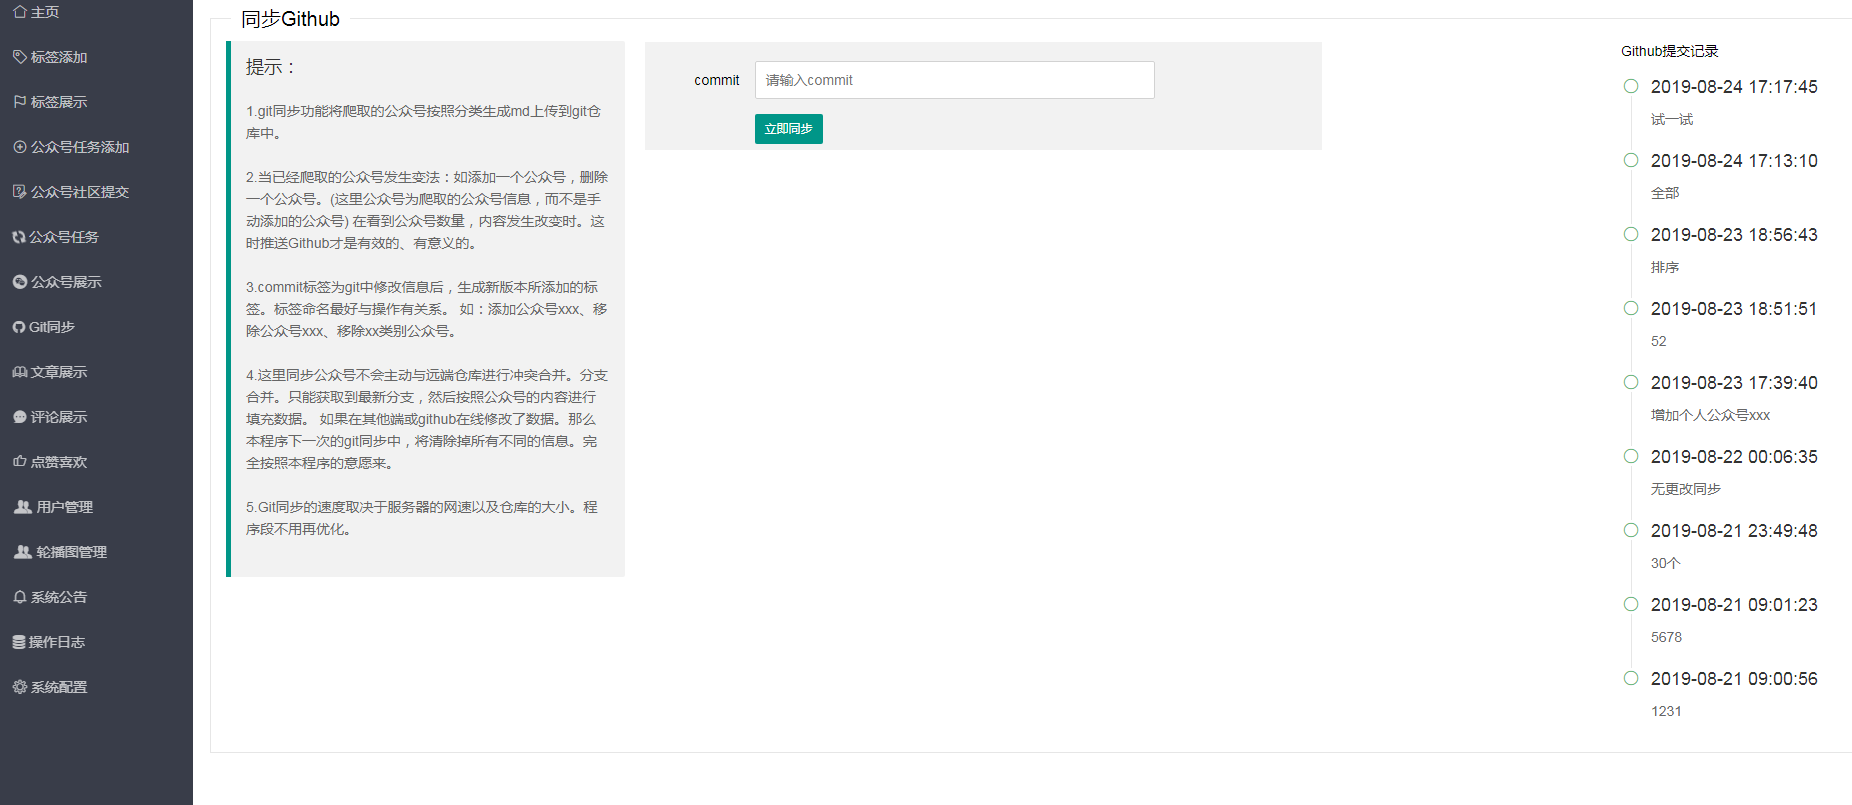 主页
标签添加
标签展示
公众号任务添加
公众号社区提交
公众号任务
公众号展示
Git同步
文章展示
评论展示
点赞喜欢
用户管理
轮播图管理
系统公告
操作日志
系统配置
同步Github
提示：
1.git同步功能将爬取的公众号按照分类生成md上传到git仓
库中。
2.当已经爬取的公众号发生变法：如添加一个公众号，删除
一个公众号。(这里公众号为爬取的公众号信息，而不是手
动添加的公众号) 在看到公众号数量，内容发生改变时。这
时推送Github才是有效的、有意义的。
3.commit标签为git中修改信息后，生成新版本所添加的标
签。标签命名最好与操作有关系。 如：添加公众号xxx、移
除公众号xxx、移除xx类别公众号。
4.这里同步公众号不会主动与远端仓库进行冲突合并。分支
合并。只能获取到最新分支，然后按照公众号的内容进行
填充数据。 如果在其他端或github在线修改了数据。那么
本程序下一次的git同步中，将清除掉所有不同的信息。完
全按照本程序的意愿来。
5.Git同步的速度取决于服务器的网速以及仓库的大小。程
序段不用再优化。
commit
请输入commit
立即同步
Github提交记录
2019-08-24 17:17:45
试一试
2019-08-24 17:13:10
全部
2019-08-23 18:56:43
排序
2019-08-23 18:51:51
52
2019-08-23 17:39:40
增加个人公众号xxx
2019-08-22 00:06:35
无更改同步
2019-08-21 23:49:48
30个
2019-08-21 09:01:23
5678
2019-08-21 09:00:56
1231